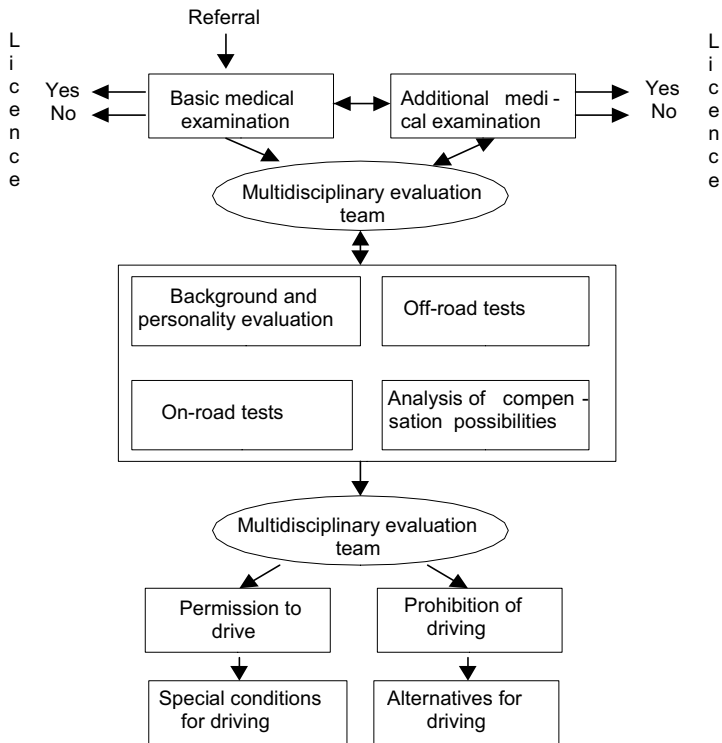 Referral
Licence
Yes
No
Basic medical
examination
Additional medi -
cal examination
Yes
No
Licence
Multidisciplinary evaluation
team
Background and
personality evaluation
Off-road tests
On-road tests
Analysis of compen -
sation possibilities
Multidisciplinary evaluation
team
Permission to
drive
Prohibition of
driving
Special conditions
for driving
Alternatives for
driving